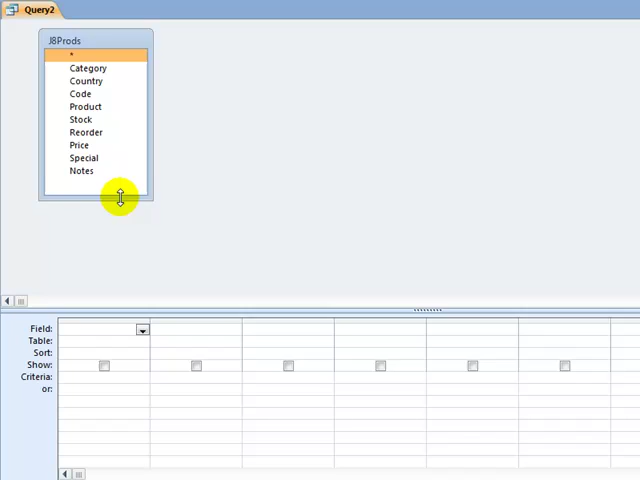 Query2
J8Prods
*
Category
Country
Code
Product
Stock
Reorder
Price
Special
Notes
Field:
Table:
Sort:
Show:
Criteria:
or: